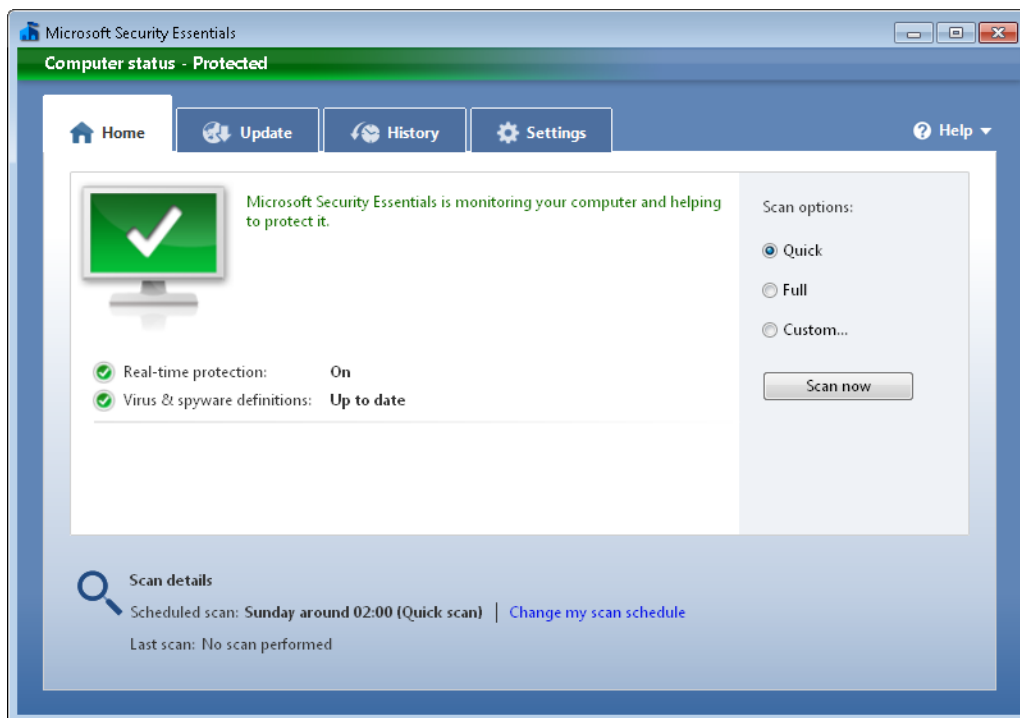 Microsoft Security Essentials
Computer status - Protected
Home
Update
History
Settings
Help
Microsoft Security Essentials is monitoring your computer and helping
to protect it.
Scan options:
Quick
Full
Custom...
Scan now
Real-time protection: On
Virus & spyware definitions: Up to date
Scan details
Scheduled scan: Sunday around 02:00 (Quick scan) | Change my scan schedule
Last scan: No scan performed